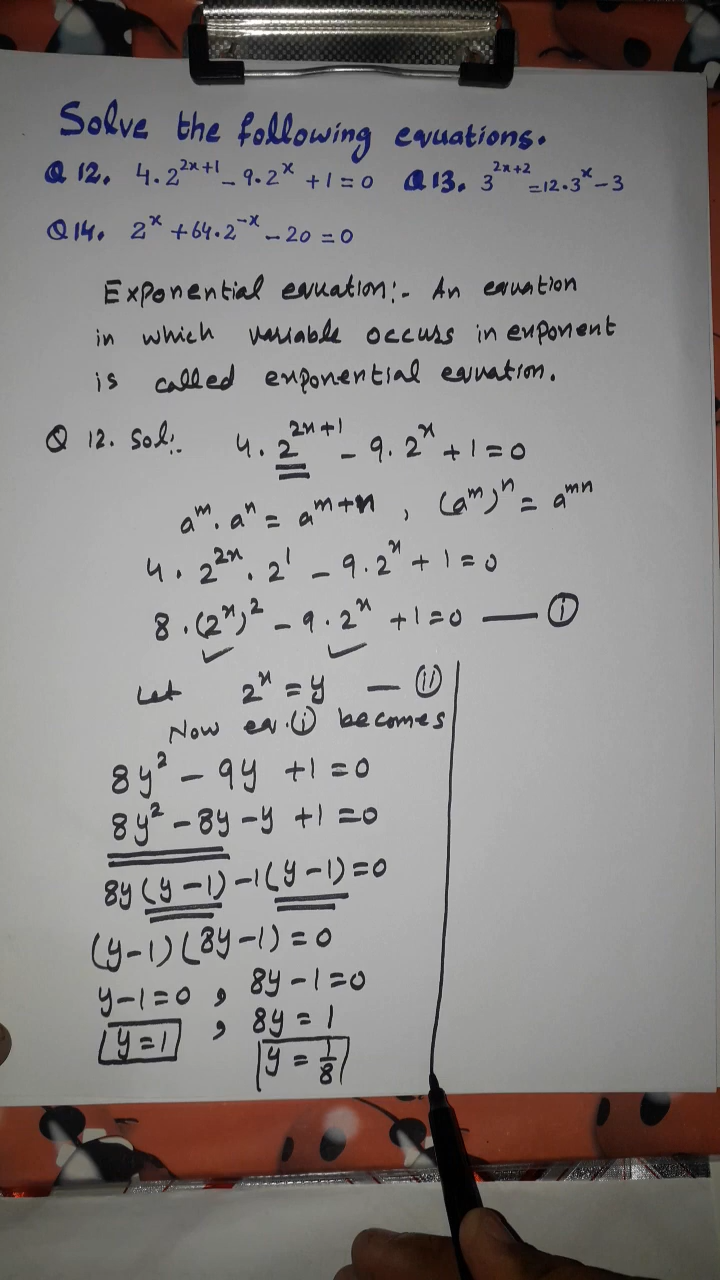 Solve the following equations.
Q 12. 4.2^{2x+1} - 9.2^x + 1 = 0 Q 13. 3^{2x+2} = 12.3^x - 3
Q 14. 2^x + 64.2^{-x} - 20 = 0
Exponential equation:- An equation
in which variable occurs in exponent
is called exponential equation.
Q 12. Sol:- 4.2^{2x+1} - 9.2^x + 1 = 0
a^m . a^n = a^{m+n} , (a^m)^n = a^{mn}
4 . 2^{2x} . 2^1 - 9.2^x + 1 = 0
8 . (2^x)^2 - 9 . 2^x + 1 = 0 — (i)
Let 2^x = y — (ii)
Now eq. (i) becomes
8y^2 - 9y + 1 = 0
8y^2 - 8y - y + 1 = 0
8y(y-1) - 1(y-1) = 0
(y-1)(8y-1) = 0
y-1 = 0 , 8y-1 = 0
y = 1 , 8y = 1
y = 1/8